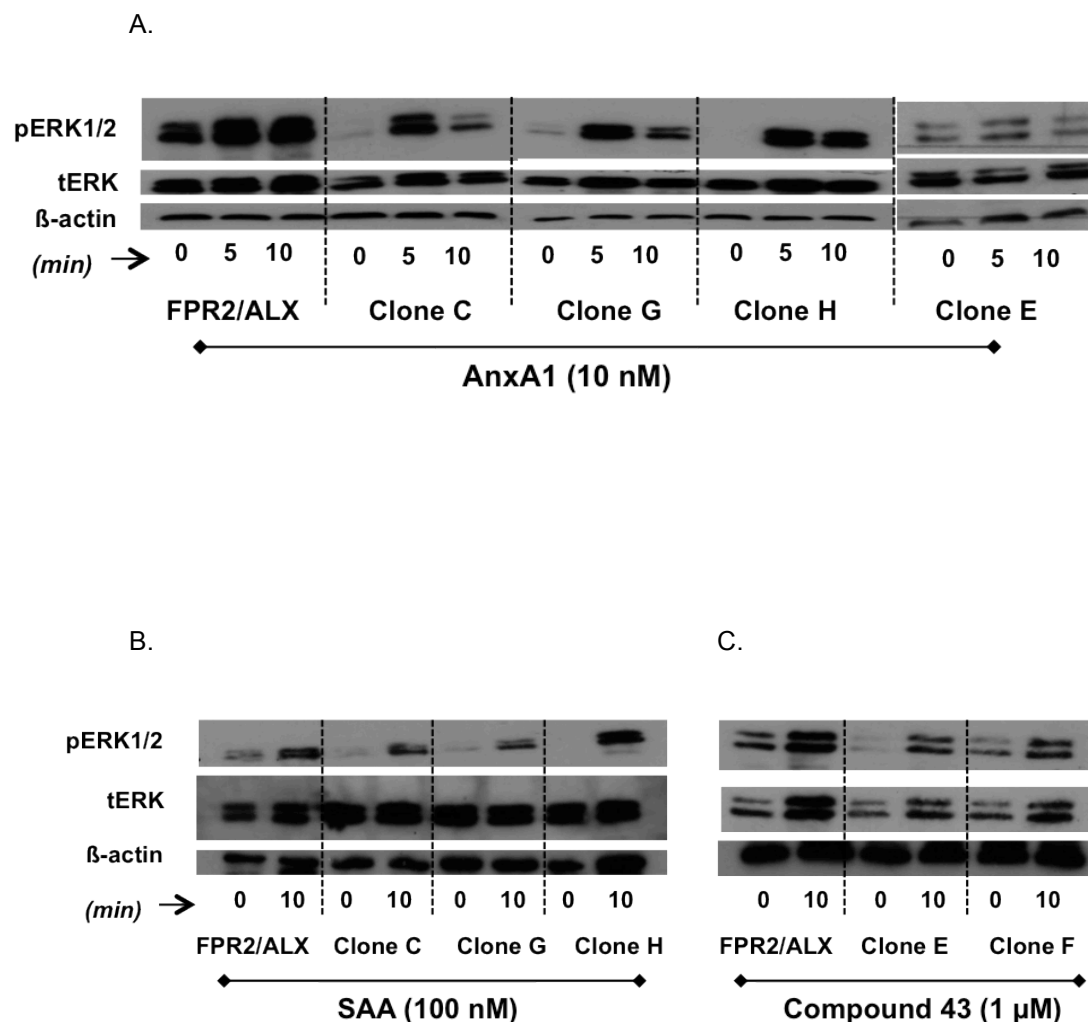 A.
pERK1/2
tERK
ß-actin
(min) 0 5 10 0 5 10 0 5 10 0 5 10 0 5 10
FPR2/ALX Clone C Clone G Clone H Clone E
AnxA1 (10 nM)
B.
pERK1/2
tERK
ß-actin
(min) 0 10 0 10 0 10 0 10
FPR2/ALX Clone C Clone G Clone H
SAA (100 nM)
C.
0 10 0 10 0 10
FPR2/ALX Clone E Clone F
Compound 43 (1 µM)